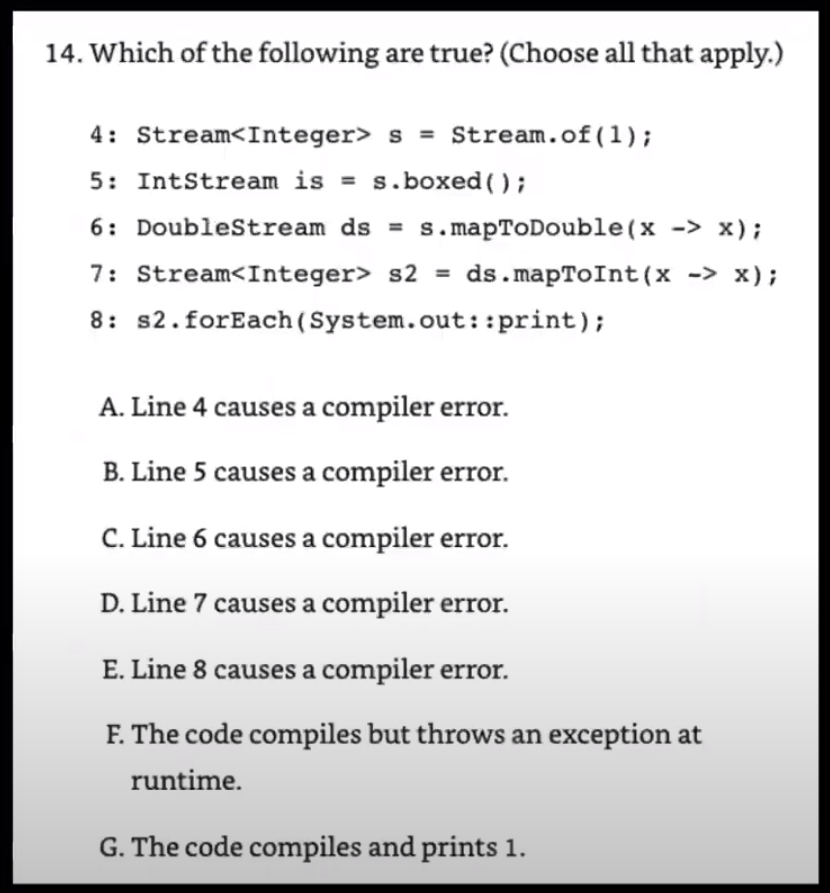 14. Which of the following are true? (Choose all that apply.)
4: Stream<Integer> s = Stream.of(1);
5: IntStream is = s.boxed();
6: DoubleStream ds = s.mapToDouble(x -> x);
7: Stream<Integer> s2 = ds.mapToInt(x -> x);
8: s2.forEach(System.out::print);
A. Line 4 causes a compiler error.
B. Line 5 causes a compiler error.
C. Line 6 causes a compiler error.
D. Line 7 causes a compiler error.
E. Line 8 causes a compiler error.
F. The code compiles but throws an exception at
runtime.
G. The code compiles and prints 1.